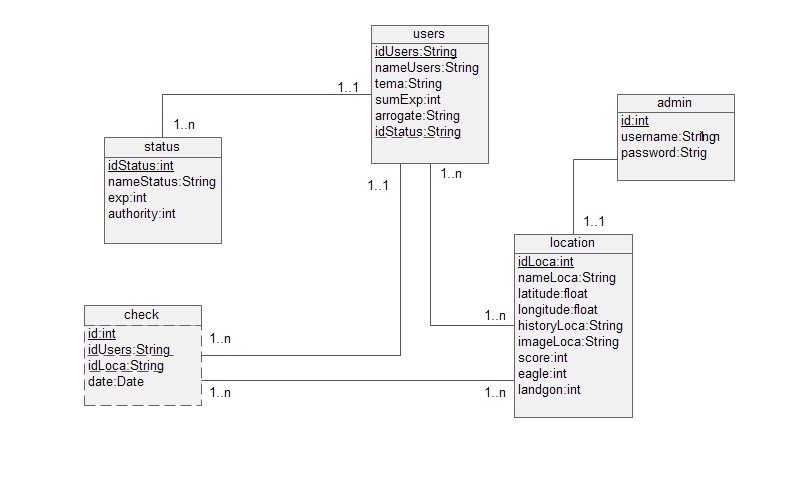 users
idUsers:String
nameUsers:String
tema:String
sumExp:int
arrogate:String
idStatus:String
1..1
1..n
status
idStatus:int
nameStatus:String
exp:int
authority:int
admin
id:int
username:String
password:Strig
1..1
1..n
1..1
location
idLoca:int
nameLoca:String
latitude:float
longitude:float
historyLoca:String
imageLoca:String
score:int
eagle:int
landgon:int
check
id:int
idUsers:String
idLoca:String
date:Date
1..n
1..n
1..n
1..n